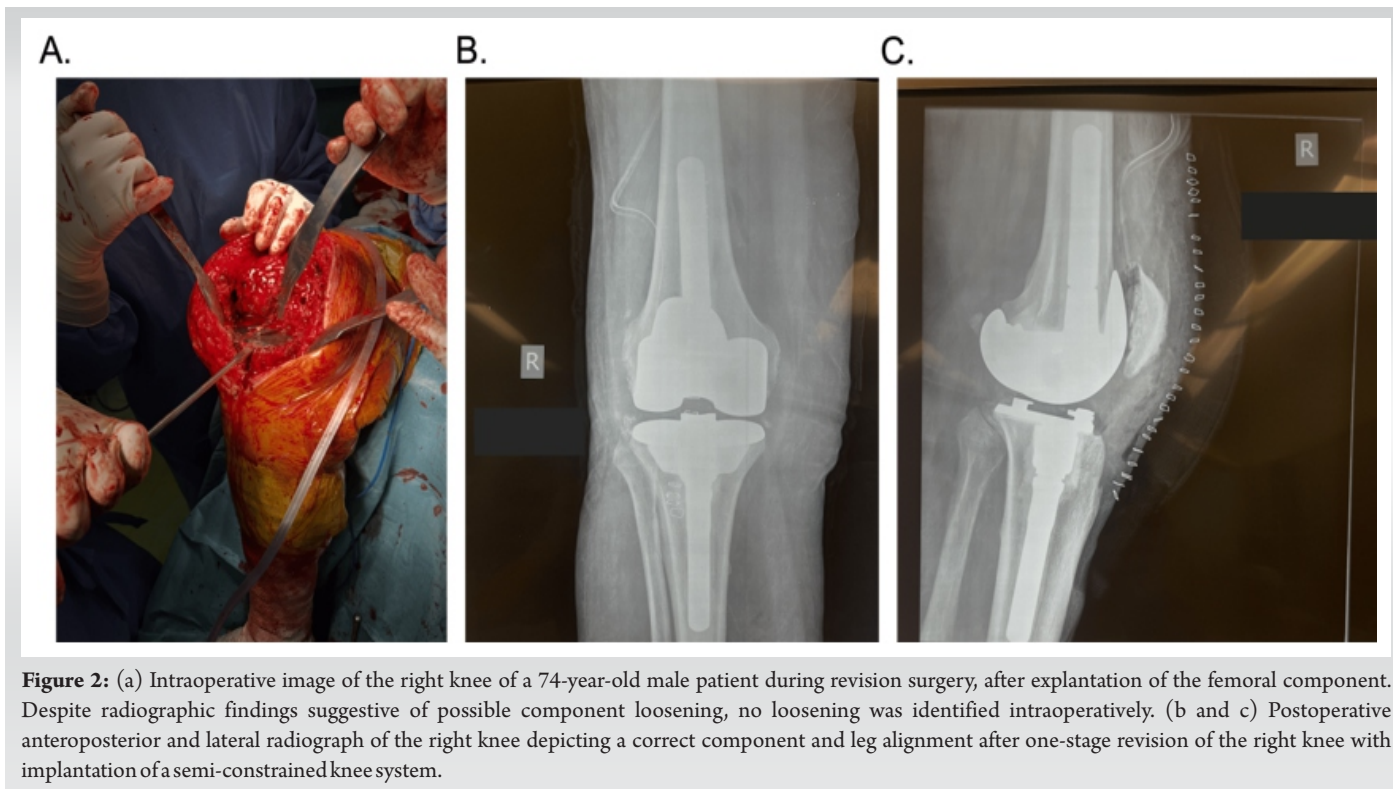 A.
B.
C.
R
R
Figure 2: (a) Intraoperative image of the right knee of a 74-year-old male patient during revision surgery, after explantation of the femoral component.
Despite radiographic findings suggestive of possible component loosening, no loosening was identified intraoperatively. (b and c) Postoperative
anteroposterior and lateral radiograph of the right knee depicting a correct component and leg alignment after one-stage revision of the right knee with
implantation of a semi-constrained knee system.